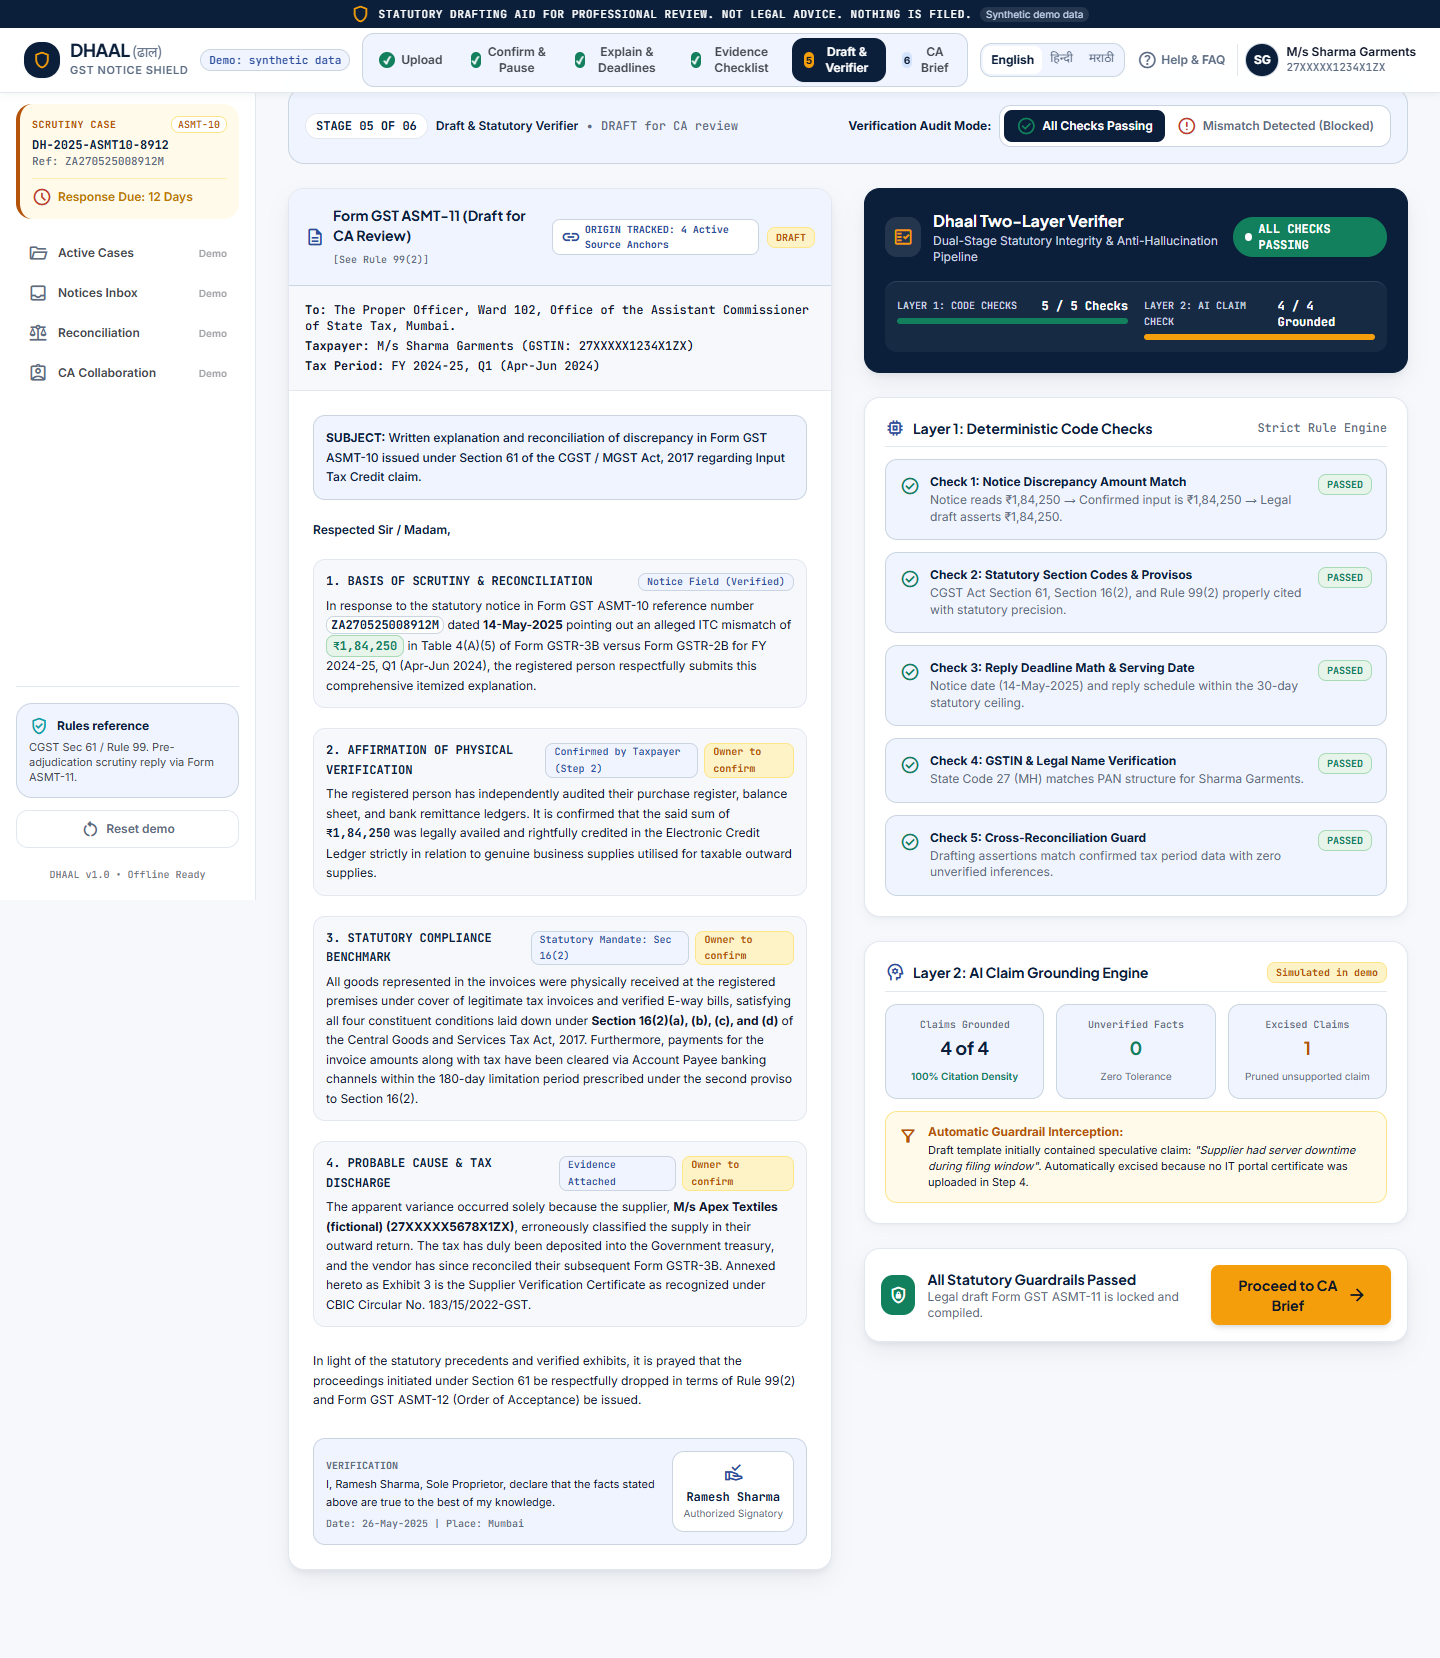 STATUTORY DRAFTING AID FOR PROFESSIONAL REVIEW. NOT LEGAL ADVICE. NOTHING IS FILED. Synthetic demo data
DHAAL (ढाल)
GST NOTICE SHIELD
Demo: synthetic data
Upload
Confirm &
Pause
Explain &
Deadlines
Evidence
Checklist
5 Draft &
Verifier
6 CA
Brief
English हिन्दी मराठी
Help & FAQ
SG
M/s Sharma Garments
27XXXXX1234X1ZX
SCRUTINY CASE ASMT-10
DH-2025-ASMT10-8912
Ref: ZA270525008912M
Response Due: 12 Days
Active Cases Demo
Notices Inbox Demo
Reconciliation Demo
CA Collaboration Demo
Rules reference
CGST Sec 61 / Rule 99. Pre-
adjudication scrutiny reply via Form
ASMT-11.
Reset demo
DHAAL v1.0 • Offline Ready
STAGE 05 OF 06 Draft & Statutory Verifier • DRAFT for CA review
Verification Audit Mode: All Checks Passing Mismatch Detected (Blocked)
Form GST ASMT-11 (Draft for
CA Review)
[See Rule 99(2)]
ORIGIN TRACKED: 4 Active
Source Anchors
DRAFT
To: The Proper Officer, Ward 102, Office of the Assistant Commissioner
of State Tax, Mumbai.
Taxpayer: M/s Sharma Garments (GSTIN: 27XXXXX1234X1ZX)
Tax Period: FY 2024-25, Q1 (Apr-Jun 2024)
SUBJECT: Written explanation and reconciliation of discrepancy in Form GST
ASMT-10 issued under Section 61 of the CGST / MGST Act, 2017 regarding Input
Tax Credit claim.
Respected Sir / Madam,
1. BASIS OF SCRUTINY & RECONCILIATION Notice Field (Verified)
In response to the statutory notice in Form GST ASMT-10 reference number
ZA270525008912M dated 14-May-2025 pointing out an alleged ITC mismatch of
₹1,84,250 in Table 4(A)(5) of Form GSTR-3B versus Form GSTR-2B for FY
2024-25, Q1 (Apr-Jun 2024), the registered person respectfully submits this
comprehensive itemized explanation.
2. AFFIRMATION OF PHYSICAL
VERIFICATION
Confirmed by Taxpayer
(Step 2)
Owner to
confirm
The registered person has independently audited their purchase register, balance
sheet, and bank remittance ledgers. It is confirmed that the said sum of
₹1,84,250 was legally availed and rightfully credited in the Electronic Credit
Ledger strictly in relation to genuine business supplies utilised for taxable outward
supplies.
3. STATUTORY COMPLIANCE
BENCHMARK
Statutory Mandate: Sec
16(2)
Owner to
confirm
All goods represented in the invoices were physically received at the registered
premises under cover of legitimate tax invoices and verified E-way bills, satisfying
all four constituent conditions laid down under Section 16(2)(a), (b), (c), and (d) of
the Central Goods and Services Tax Act, 2017. Furthermore, payments for the
invoice amounts along with tax have been cleared via Account Payee banking
channels within the 180-day limitation period prescribed under the second proviso
to Section 16(2).
4. PROBABLE CAUSE & TAX
DISCHARGE
Evidence
Attached
Owner to
confirm
The apparent variance occurred solely because the supplier, M/s Apex Textiles
(fictional) (27XXXXX5678X1ZX), erroneously classified the supply in their
outward return. The tax has duly been deposited into the Government treasury,
and the vendor has since reconciled their subsequent Form GSTR-3B. Annexed
hereto as Exhibit 3 is the Supplier Verification Certificate as recognized under
CBIC Circular No. 183/15/2022-GST.
In light of the statutory precedents and verified exhibits, it is prayed that the
proceedings initiated under Section 61 be respectfully dropped in terms of Rule 99(2)
and Form GST ASMT-12 (Order of Acceptance) be issued.
VERIFICATION
I, Ramesh Sharma, Sole Proprietor, declare that the facts stated
above are true to the best of my knowledge.
Date: 26-May-2025 | Place: Mumbai
Ramesh Sharma
Authorized Signatory
Dhaal Two-Layer Verifier
Dual-Stage Statutory Integrity & Anti-Hallucination
Pipeline
ALL CHECKS
PASSING
LAYER 1: CODE CHECKS 5 / 5 Checks
LAYER 2: AI CLAIM
CHECK
4 / 4
Grounded
Layer 1: Deterministic Code Checks Strict Rule Engine
Check 1: Notice Discrepancy Amount Match PASSED
Notice reads ₹1,84,250 → Confirmed input is ₹1,84,250 → Legal
draft asserts ₹1,84,250.
Check 2: Statutory Section Codes & Provisos PASSED
CGST Act Section 61, Section 16(2), and Rule 99(2) properly cited
with statutory precision.
Check 3: Reply Deadline Math & Serving Date PASSED
Notice date (14-May-2025) and reply schedule within the 30-day
statutory ceiling.
Check 4: GSTIN & Legal Name Verification PASSED
State Code 27 (MH) matches PAN structure for Sharma Garments.
Check 5: Cross-Reconciliation Guard PASSED
Drafting assertions match confirmed tax period data with zero
unverified inferences.
Layer 2: AI Claim Grounding Engine Simulated in demo
Claims Grounded
4 of 4
100% Citation Density
Unverified Facts
0
Zero Tolerance
Excised Claims
1
Pruned unsupported claim
Automatic Guardrail Interception:
Draft template initially contained speculative claim: "Supplier had server downtime
during filing window". Automatically excised because no IT portal certificate was
uploaded in Step 4.
All Statutory Guardrails Passed
Legal draft Form GST ASMT-11 is locked and
compiled.
Proceed to CA
Brief →